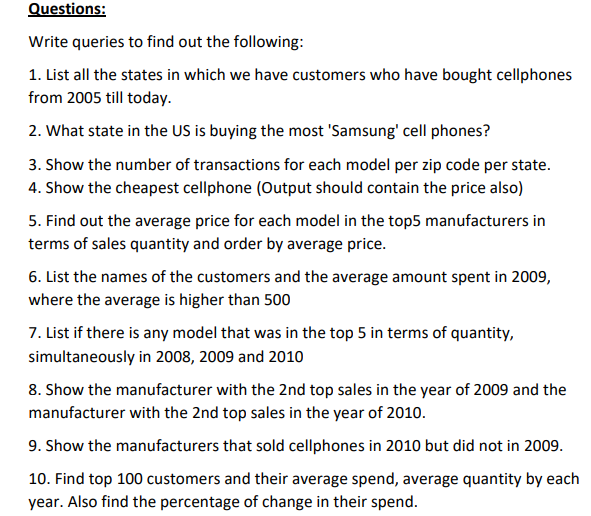 Questions:
Write queries to find out the following:
1. List all the states in which we have customers who have bought cellphones
from 2005 till today.
2. What state in the US is buying the most 'Samsung' cell phones?
3. Show the number of transactions for each model per zip code per state.
4. Show the cheapest cellphone (Output should contain the price also)
5. Find out the average price for each model in the top5 manufacturers in
terms of sales quantity and order by average price.
6. List the names of the customers and the average amount spent in 2009,
where the average is higher than 500
7. List if there is any model that was in the top 5 in terms of quantity,
simultaneously in 2008, 2009 and 2010
8. Show the manufacturer with the 2nd top sales in the year of 2009 and the
manufacturer with the 2nd top sales in the year of 2010.
9. Show the manufacturers that sold cellphones in 2010 but did not in 2009.
10. Find top 100 customers and their average spend, average quantity by each
year. Also find the percentage of change in their spend.